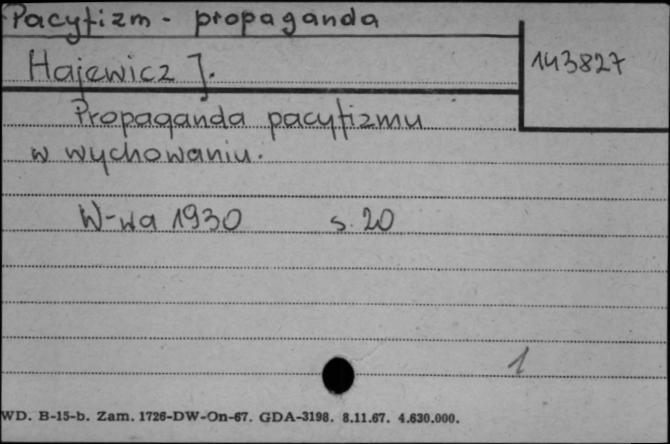 Pacyfizm - propaganda
Hajewicz J.
143827
Propaganda pacyfizmu
w wychowaniu.
W-wa 1930 s. 20
1
WD. B-15-b. Zam. 1726-DW-On-67. GDA-3198. 8.11.67. 4.630.000.